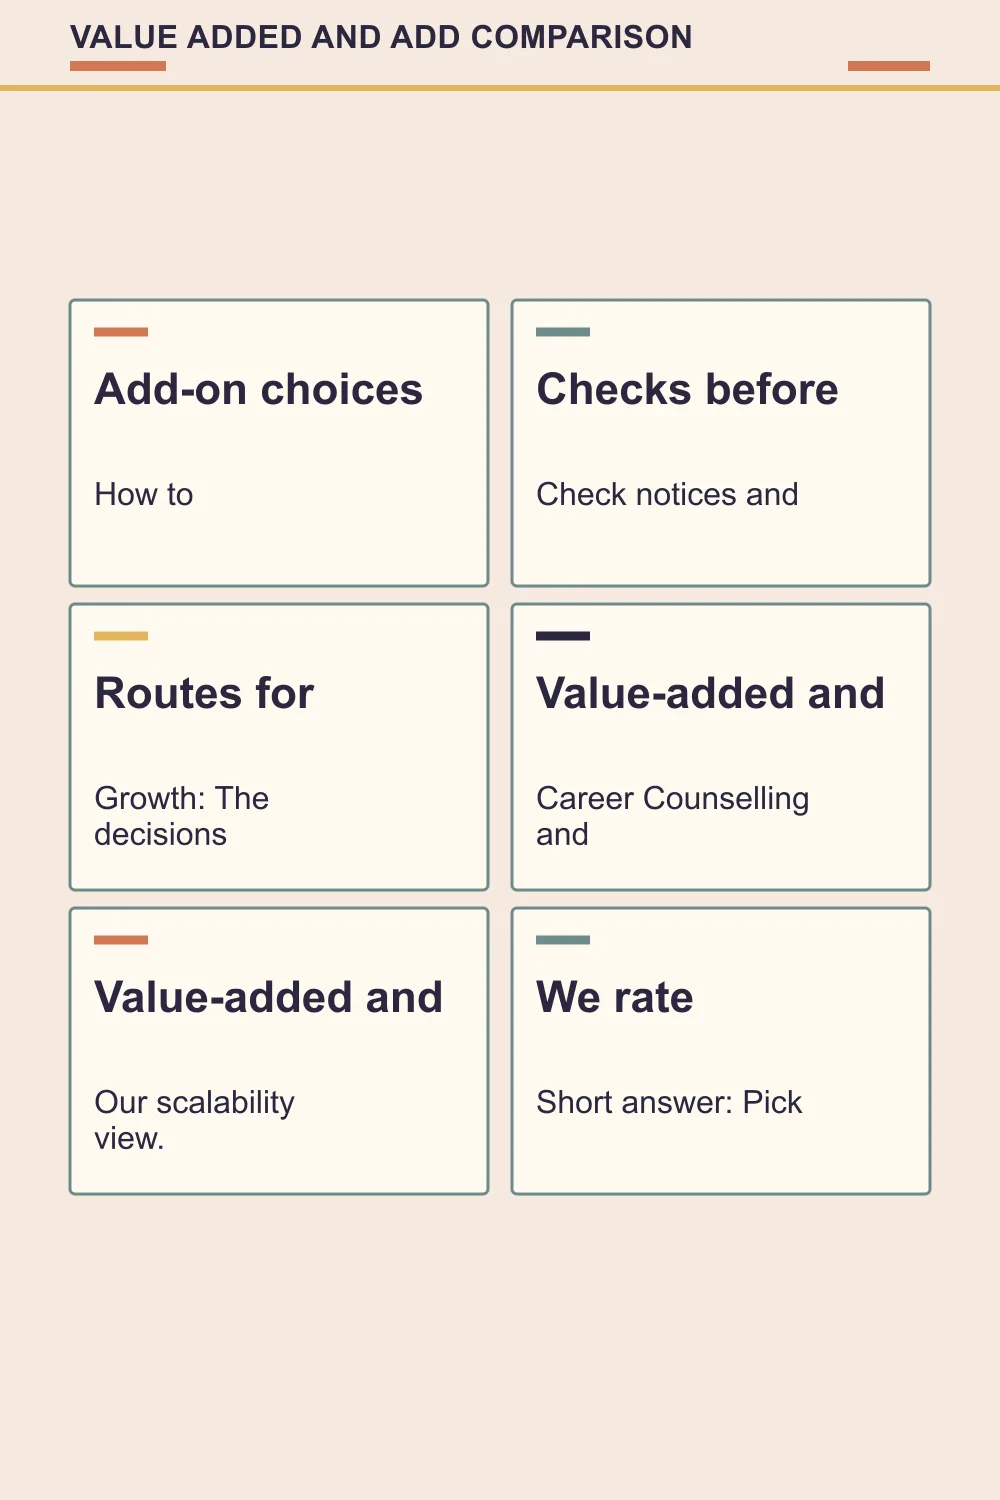 VALUE ADDED AND ADD COMPARISON
Add-on choices
How to
Checks before
Check notices and
Routes for
Growth: The
decisions
Value-added and
Career Counselling
and
Value-added and
Our scalability
view.
We rate
Short answer: Pick